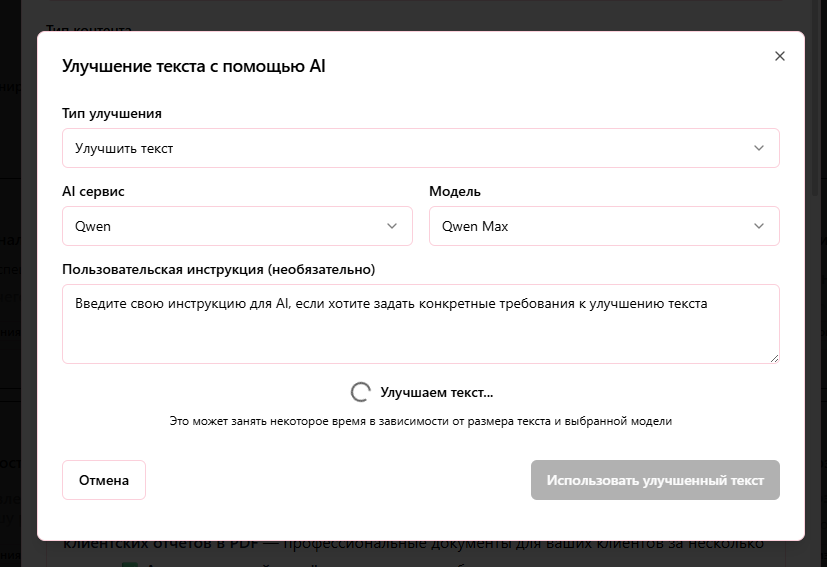 Тип контента
Улучшение текста с помощью AI
Тип улучшения
Улучшить текст
AI сервис
Модель
Qwen
Qwen Max
Пользовательская инструкция (необязательно)
Введите свою инструкцию для AI, если хотите задать конкретные требования к улучшению текста
Улучшаем текст...
Это может занять некоторое время в зависимости от размера текста и выбранной модели
Отмена
Использовать улучшенный текст
клиентских отчетов в PDF — профессиональные документы для ваших клиентов за несколько